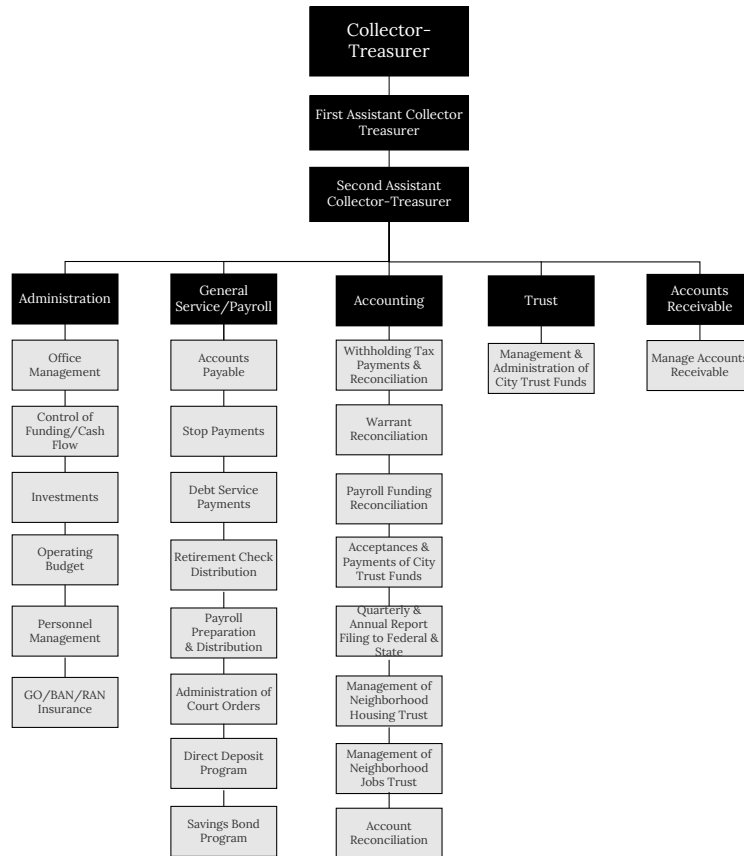 Collector-
Treasurer
First Assistant Collector
Treasurer
Second Assistant
Collector-Treasurer
Administration
General
Service/Payroll
Accounting
Trust
Accounts
Receivable
Office
Management
Control of
Funding/Cash
Flow
Investments
Operating
Budget
Personnel
Management
GO/BAN/RAN
Insurance
Accounts
Payable
Stop Payments
Debt Service
Payments
Retirement Check
Distribution
Payroll
Preparation
& Distribution
Administration of
Court Orders
Direct Deposit
Program
Savings Bond
Program
Withholding Tax
Payments &
Reconciliation
Warrant
Reconciliation
Payroll Funding
Reconciliation
Acceptances &
Payments of City
Trust Funds
Quarterly &
Annual Report
Filing to Federal &
State
Management of
Neighborhood
Housing Trust
Management of
Neighborhood
Jobs Trust
Account
Reconciliation
Management &
Administration of
City Trust Funds
Manage Accounts
Receivable